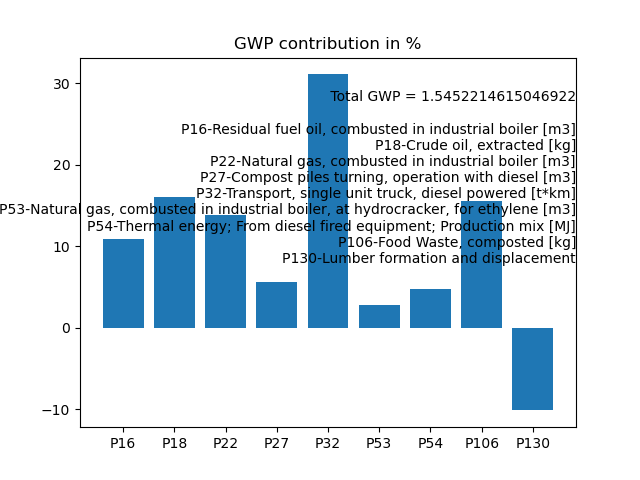 GWP contribution in %
30
20
10
0
−10
Total GWP = 1.5452214615046922
P16-Residual fuel oil, combusted in industrial boiler [m3]
P18-Crude oil, extracted [kg]
P22-Natural gas, combusted in industrial boiler [m3]
P27-Compost piles turning, operation with diesel [m3]
P32-Transport, single unit truck, diesel powered [t*km]
P53-Natural gas, combusted in industrial boiler, at hydrocracker, for ethylene [m3]
P54-Thermal energy; From diesel fired equipment; Production mix [MJ]
P106-Food Waste, composted [kg]
P130-Lumber formation and displacement
P16 P18 P22 P27 P32 P53 P54 P106 P130